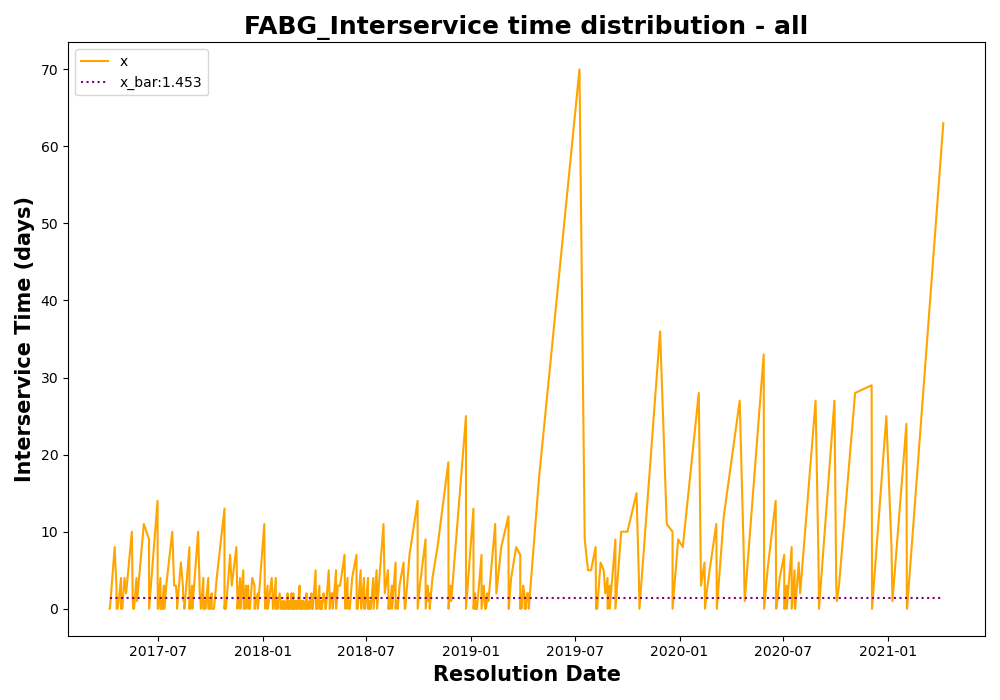 FABG_Interservice time distribution - all
x
x_bar:1.453
Interservice Time (days)
70
60
50
40
30
20
10
0
2017-07 2018-01 2018-07 2019-01 2019-07 2020-01 2020-07 2021-01
Resolution Date